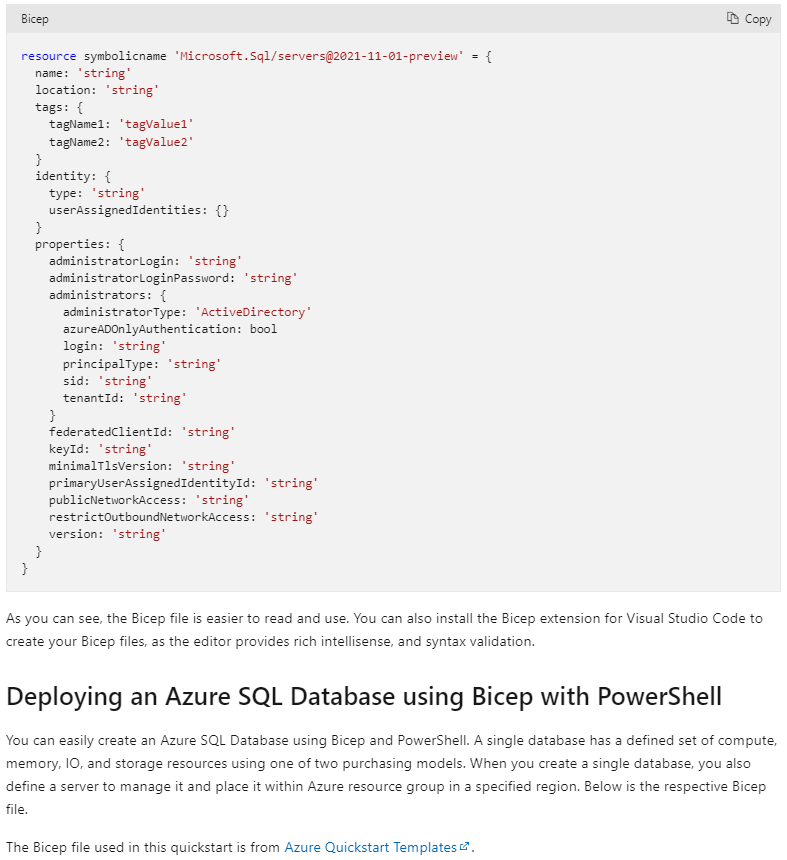 Bicep
Copy
resource symbolicname 'Microsoft.Sql/servers@2021-11-01-preview' = {
  name: 'string'
  location: 'string'
  tags: {
    tagName1: 'tagValue1'
    tagName2: 'tagValue2'
  }
  identity: {
    type: 'string'
    userAssignedIdentities: {}
  }
  properties: {
    administratorLogin: 'string'
    administratorLoginPassword: 'string'
    administrators: {
      administratorType: 'ActiveDirectory'
      azureADOnlyAuthentication: bool
      login: 'string'
      principalType: 'string'
      sid: 'string'
      tenantId: 'string'
    }
    federatedClientId: 'string'
    keyId: 'string'
    minimalTlsVersion: 'string'
    primaryUserAssignedIdentityId: 'string'
    publicNetworkAccess: 'string'
    restrictOutboundNetworkAccess: 'string'
    version: 'string'
  }
}
As you can see, the Bicep file is easier to read and use. You can also install the Bicep extension for Visual Studio Code to
create your Bicep files, as the editor provides rich intellisense, and syntax validation.
Deploying an Azure SQL Database using Bicep with PowerShell
You can easily create an Azure SQL Database using Bicep and PowerShell. A single database has a defined set of compute,
memory, IO, and storage resources using one of two purchasing models. When you create a single database, you also
define a server to manage it and place it within Azure resource group in a specified region. Below is the respective Bicep
file.
The Bicep file used in this quickstart is from Azure Quickstart Templates.